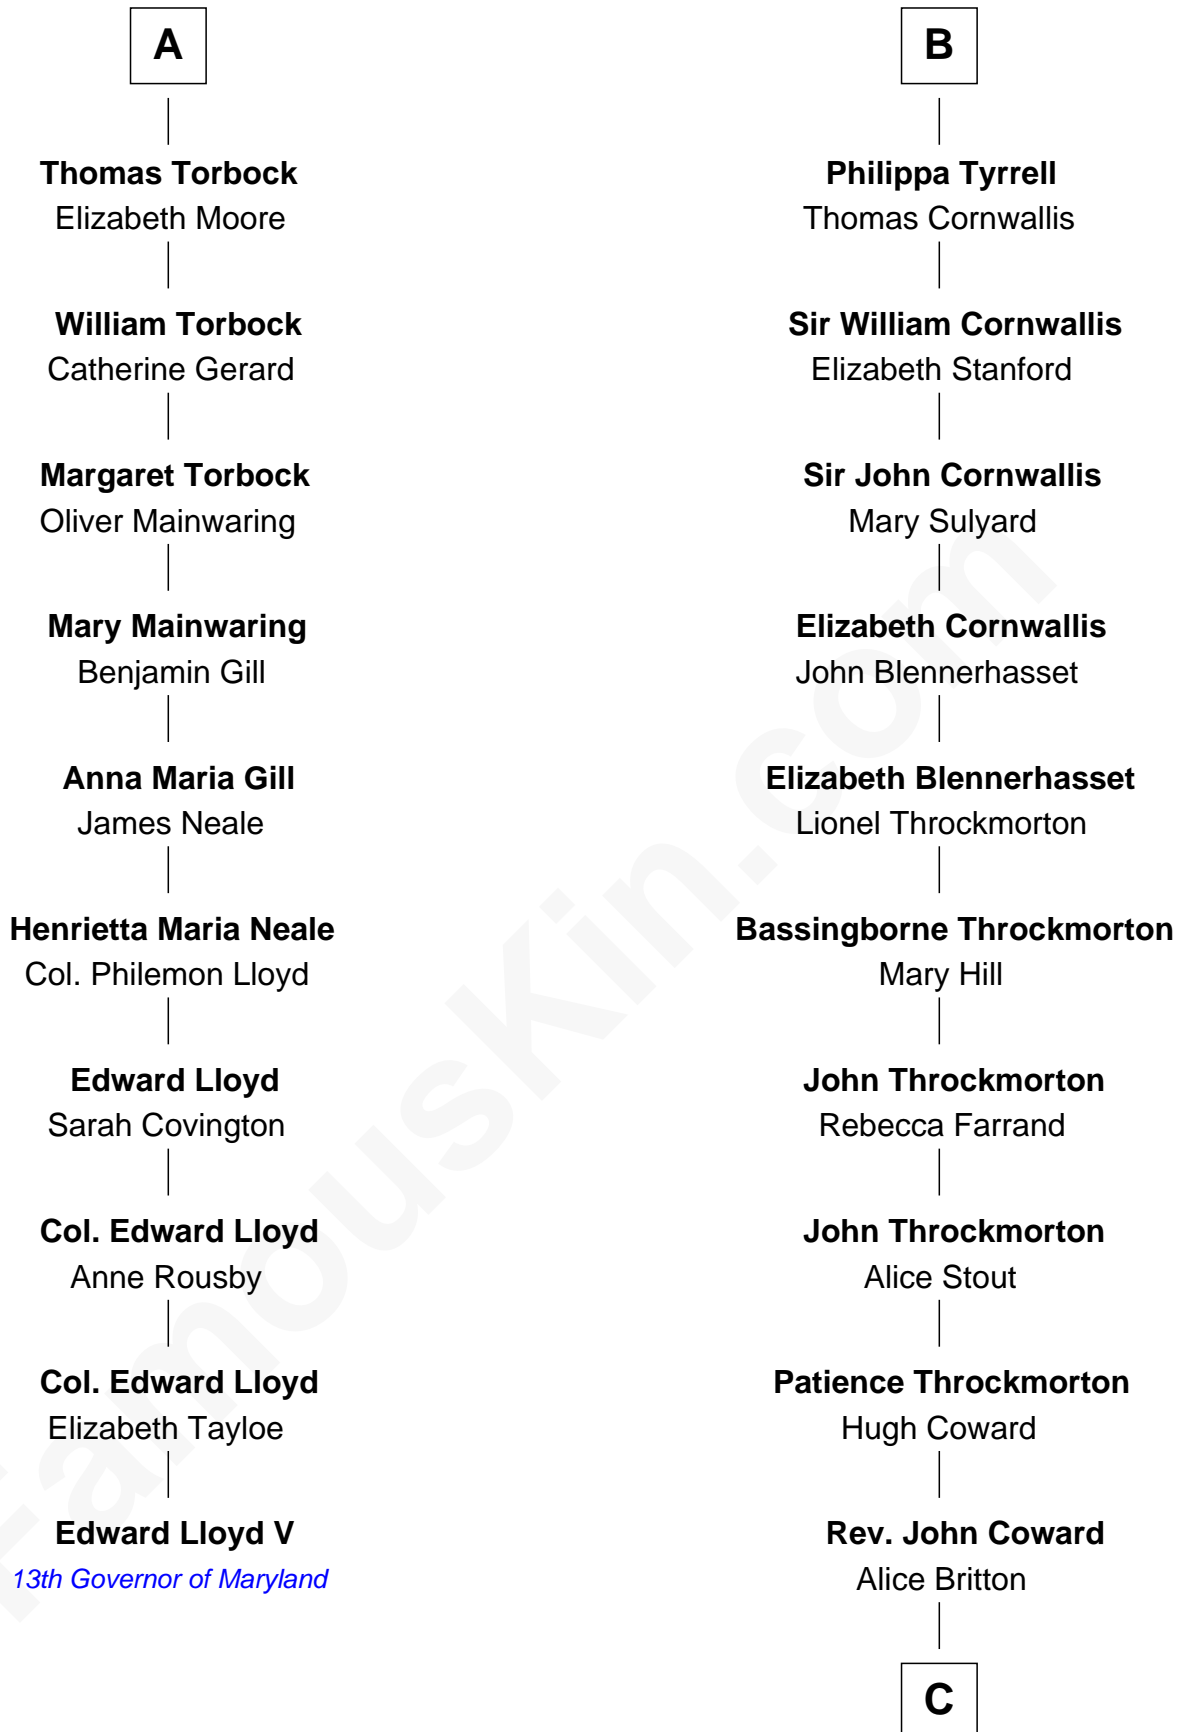 A
Thomas Torbock
Elizabeth Moore
William Torbock
Catherine Gerard
Margaret Torbock
Oliver Mainwaring
Mary Mainwaring
Benjamin Gill
Anna Maria Gill
James Neale
Henrietta Maria Neale
Col. Philemon Lloyd
Edward Lloyd
Sarah Covington
Col. Edward Lloyd
Anne Rousby
Col. Edward Lloyd
Elizabeth Tayloe
Edward Lloyd V
13th Governor of Maryland
B
Philippa Tyrrell
Thomas Cornwallis
Sir William Cornwallis
Elizabeth Stanford
Sir John Cornwallis
Mary Sulyard
Elizabeth Cornwallis
John Blennerhasset
Elizabeth Blennerhasset
Lionel Throckmorton
Bassingborne Throckmorton
Mary Hill
John Throckmorton
Rebecca Farrand
John Throckmorton
Alice Stout
Patience Throckmorton
Hugh Coward
Rev. John Coward
Alice Britton
C
FamousKin.com